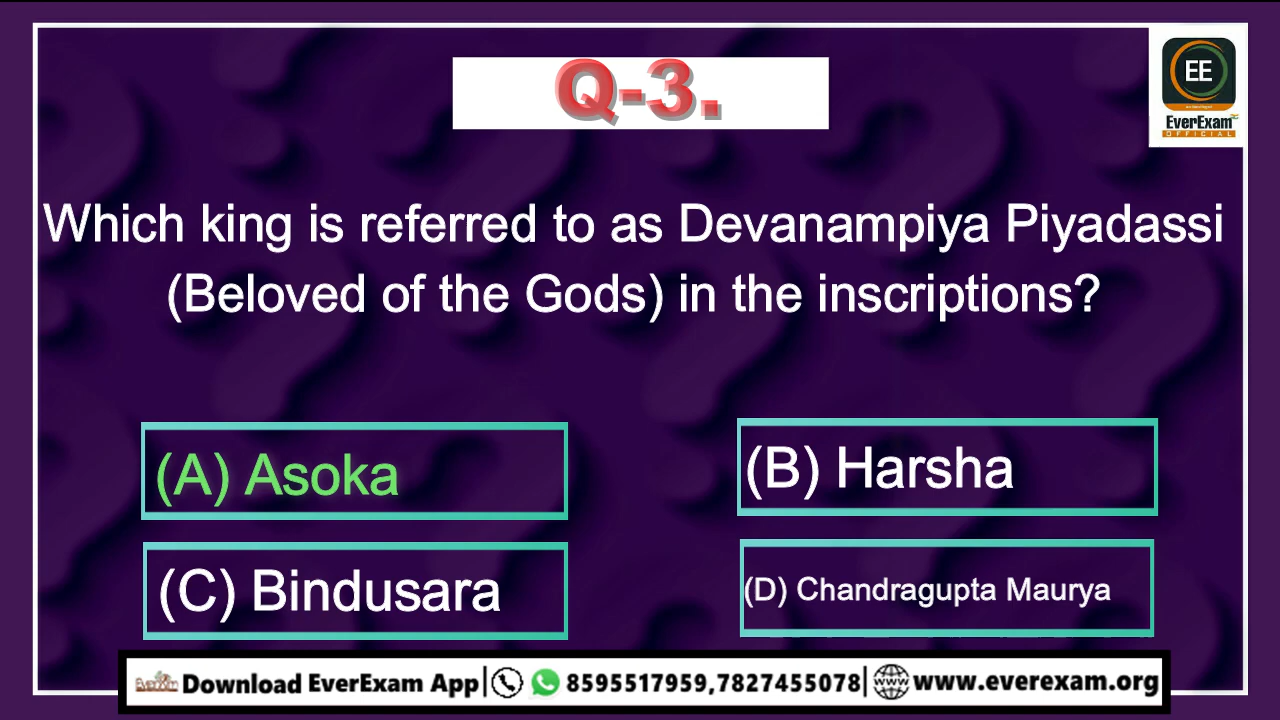 Q-3.
EE
EverExam
OFFICIAL
Which king is referred to as Devanampiya Piyadassi
(Beloved of the Gods) in the inscriptions?
(A) Asoka
(B) Harsha
(C) Bindusara
(D) Chandragupta Maurya
Download EverExam App| 8595517959,7827455078| www.everexam.org